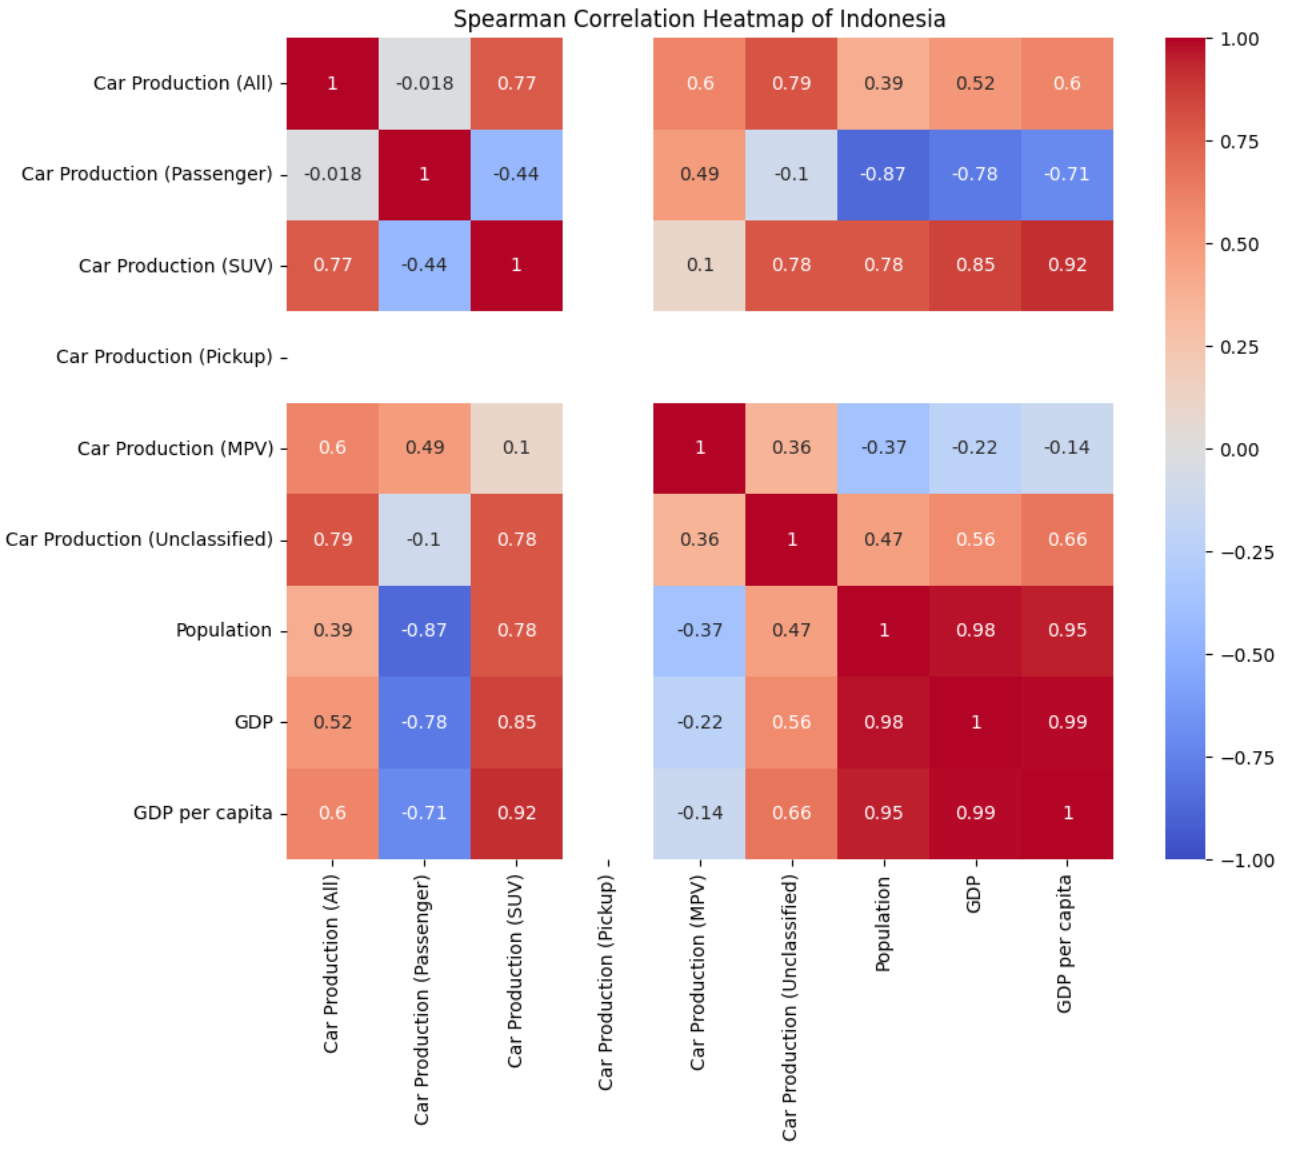 Spearman Correlation Heatmap of Indonesia
Car Production (All) 1 -0.018 0.77 0.6 0.79 0.39 0.52 0.6
Car Production (Passenger) -0.018 1 -0.44 0.49 -0.1 -0.87 -0.78 -0.71
Car Production (SUV) 0.77 -0.44 1 0.1 0.78 0.78 0.85 0.92
Car Production (Pickup)
Car Production (MPV) 0.6 0.49 0.1 1 0.36 -0.37 -0.22 -0.14
Car Production (Unclassified) 0.79 -0.1 0.78 0.36 1 0.47 0.56 0.66
Population 0.39 -0.87 0.78 -0.37 0.47 1 0.98 0.95
GDP 0.52 -0.78 0.85 -0.22 0.56 0.98 1 0.99
GDP per capita 0.6 -0.71 0.92 -0.14 0.66 0.95 0.99 1
Car Production (All)
Car Production (Passenger)
Car Production (SUV)
Car Production (Pickup)
Car Production (MPV)
Car Production (Unclassified)
Population
GDP
GDP per capita
1.00
0.75
0.50
0.25
0.00
−0.25
−0.50
−0.75
−1.00